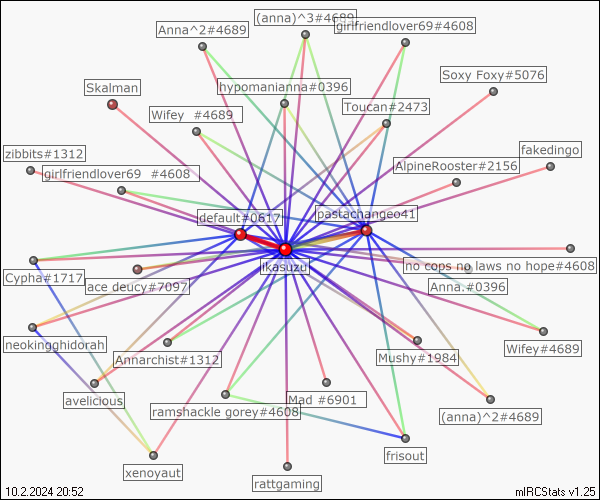 (anna)^3#4689
Anna^2#4689
girlfriendlover69#4608
Soxy Foxy#5076
Skalman
hypomanianna#0396
Toucan#2473
Wifey #4689
zibbits#1312
fakedingo
AlpineRooster#2156
girlfriendlover69 #4608
default#0617
pastachangeo41
ikasuzu
no cops no laws no hope#4608
Cypha#1717
ace deucy#7097
Anna.#0396
neokingghidorah
Annarchist#1312
Mushy#1984
Wifey#4689
avelicious
Mad #6901
ramshackle gorey#4608
(anna)^2#4689
frisout
xenoyaut
rattgaming
10.2.2024 20:52
mIRCStats v1.25